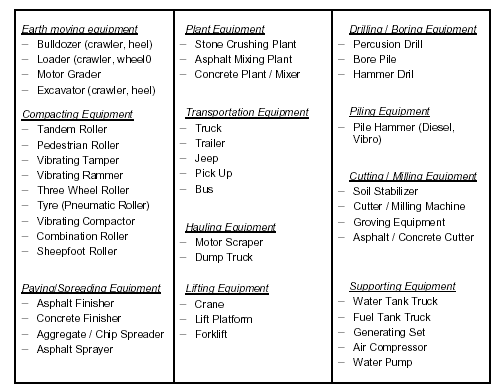 Earth moving equipment
– Bulldozer (crawler, heel)
– Loader (crawler, wheel0
– Motor Grader
– Excavator (crawler, heel)
Compacting Equipment
– Tandem Roller
– Pedestrian Roller
– Vibrating Tamper
– Vibrating Rammer
– Three Wheel Roller
– Tyre (Pneumatic Roller)
– Vibrating Compactor
– Combination Roller
– Sheepfoot Roller
Paving/Spreading Equipment
– Asphalt Finisher
– Concrete Finisher
– Aggregate / Chip Spreader
– Asphalt Sprayer
Plant Equipment
– Stone Crushing Plant
– Asphalt Mixing Plant
– Concrete Plant / Mixer
Transportation Equipment
– Truck
– Trailer
– Jeep
– Pick Up
– Bus
Hauling Equipment
– Motor Scraper
– Dump Truck
Lifting Equipment
– Crane
– Lift Platform
– Forklift
Drilling / Boring Equipment
– Percusion Drill
– Bore Pile
– Hammer Dril
Piling Equipment
– Pile Hammer (Diesel,
Vibro)
Cutting / Milling Equipment
– Soil Stabilizer
– Cutter / Milling Machine
– Groving Equipment
– Asphalt / Concrete Cutter
Supporting Equipment
– Water Tank Truck
– Fuel Tank Truck
– Generating Set
– Air Compressor
– Water Pump